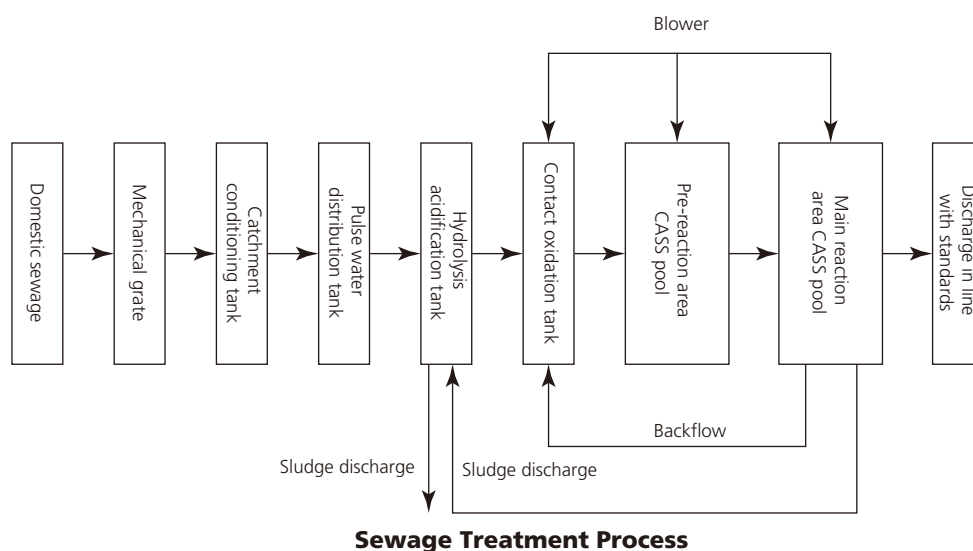 Blower
Domestic sewage
Mechanical grate
Catchment
conditioning tank
Pulse water
distribution tank
Hydrolysis
acidification tank
Contact oxidation tank
Pre-reaction area
CASS pool
Main reaction
area CASS pool
Discharge in line
with standards
Backflow
Sludge discharge
Sludge discharge
Sewage Treatment Process